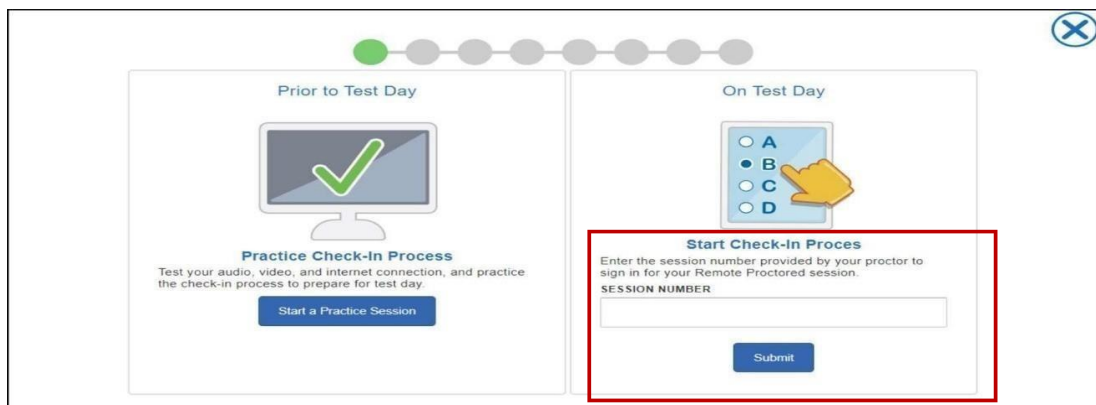 Prior to Test Day
Practice Check-In Process
Test your audio, video, and internet connection, and practice
the check-in process to prepare for test day.
Start a Practice Session
On Test Day
A
B
C
D
Start Check-In Proces
Enter the session number provided by your proctor to
sign in for your Remote Proctored session.
SESSION NUMBER
Submit